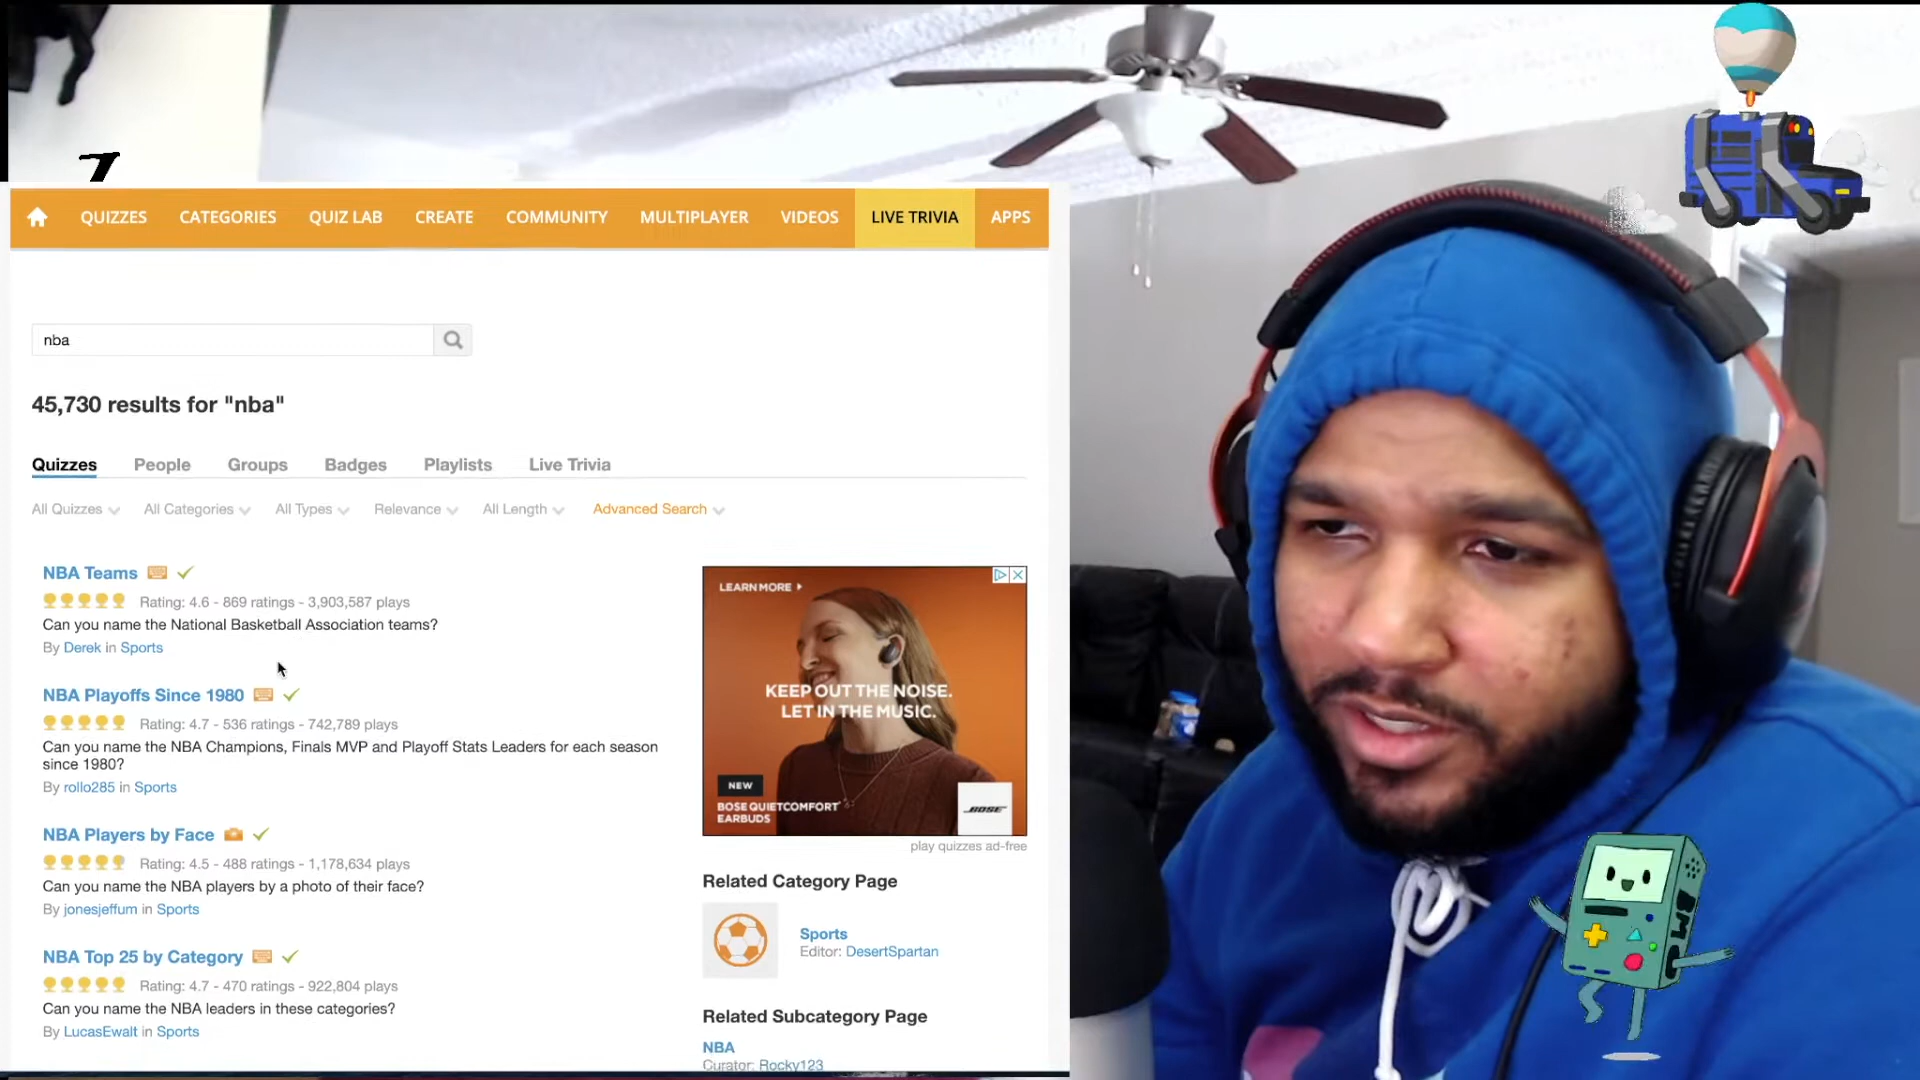 7
QUIZZES CATEGORIES QUIZ LAB CREATE COMMUNITY MULTIPLAYER VIDEOS LIVE TRIVIA APPS
nba
45,730 results for "nba"
Quizzes People Groups Badges Playlists Live Trivia
All Quizzes All Categories All Types Relevance All Length Advanced Search
NBA Teams
Rating: 4.6 - 869 ratings - 3,903,587 plays
Can you name the National Basketball Association teams?
By Derek in Sports
NBA Playoffs Since 1980
Rating: 4.7 - 536 ratings - 742,789 plays
Can you name the NBA Champions, Finals MVP and Playoff Stats Leaders for each season
since 1980?
By rollo285 in Sports
NBA Players by Face
Rating: 4.5 - 488 ratings - 1,178,634 plays
Can you name the NBA players by a photo of their face?
By jonesjeffum in Sports
NBA Top 25 by Category
Rating: 4.7 - 470 ratings - 922,804 plays
Can you name the NBA leaders in these categories?
By LucasEwalt in Sports
LEARN MORE
KEEP OUT THE NOISE.
LET IN THE MUSIC.
NEW
BOSE QUIETCOMFORT
EARBUDS
BOSE
play quizzes ad-free
Related Category Page
Sports
Editor: DesertSpartan
Related Subcategory Page
NBA
Curator: Rocky123
BMO